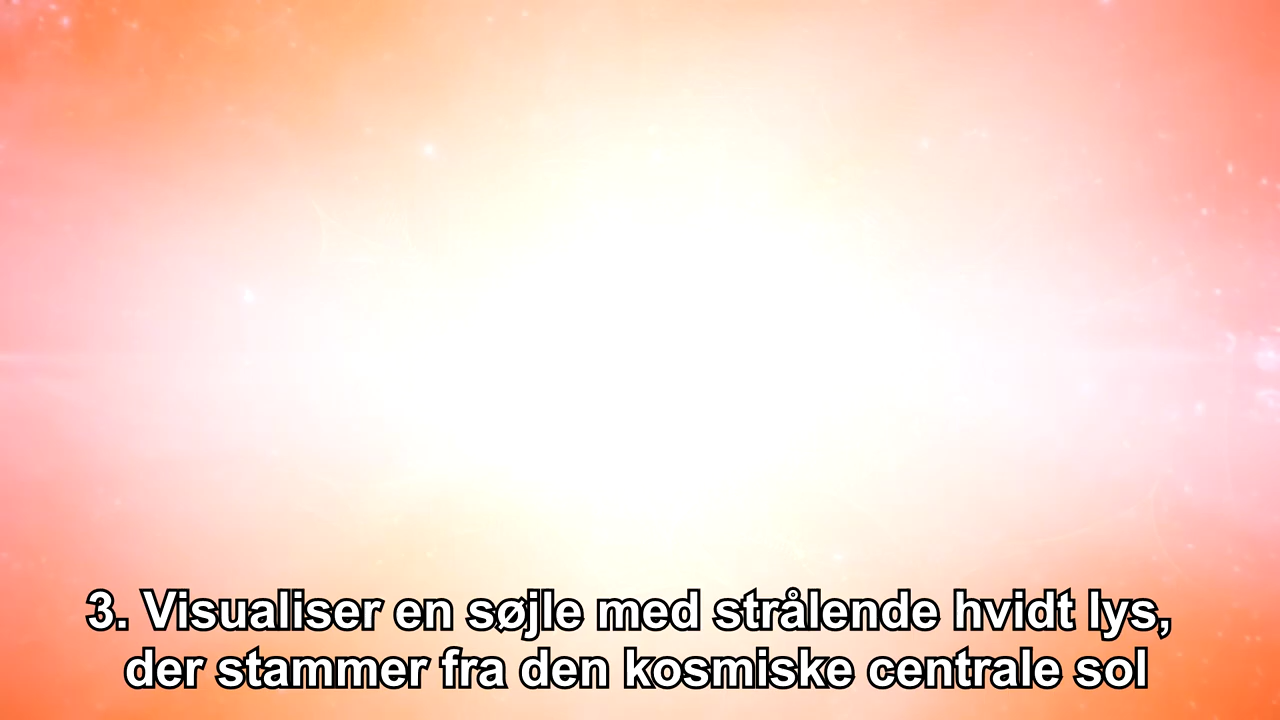 3. Visualiser en søjle med strålende hvidt lys,
der stammer fra den kosmiske centrale sol